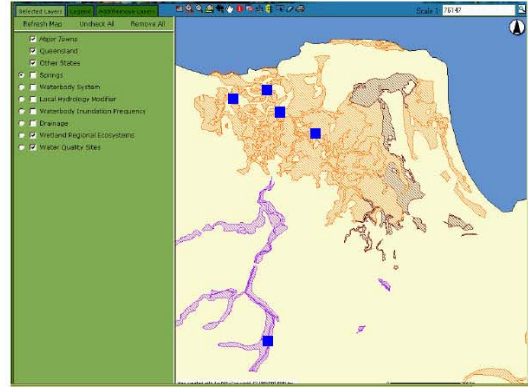 Selected Layers Legend Add/Remove Layers
Scale 1: 76147
Refresh Map Uncheck All Remove All
Major Towns
Queensland
Other States
Springs
Waterbody System
Local Hydrology Modifier
Waterbody Inundation Frequency
Drainage
Wetland Regional Ecosystems
Water Quality Sites